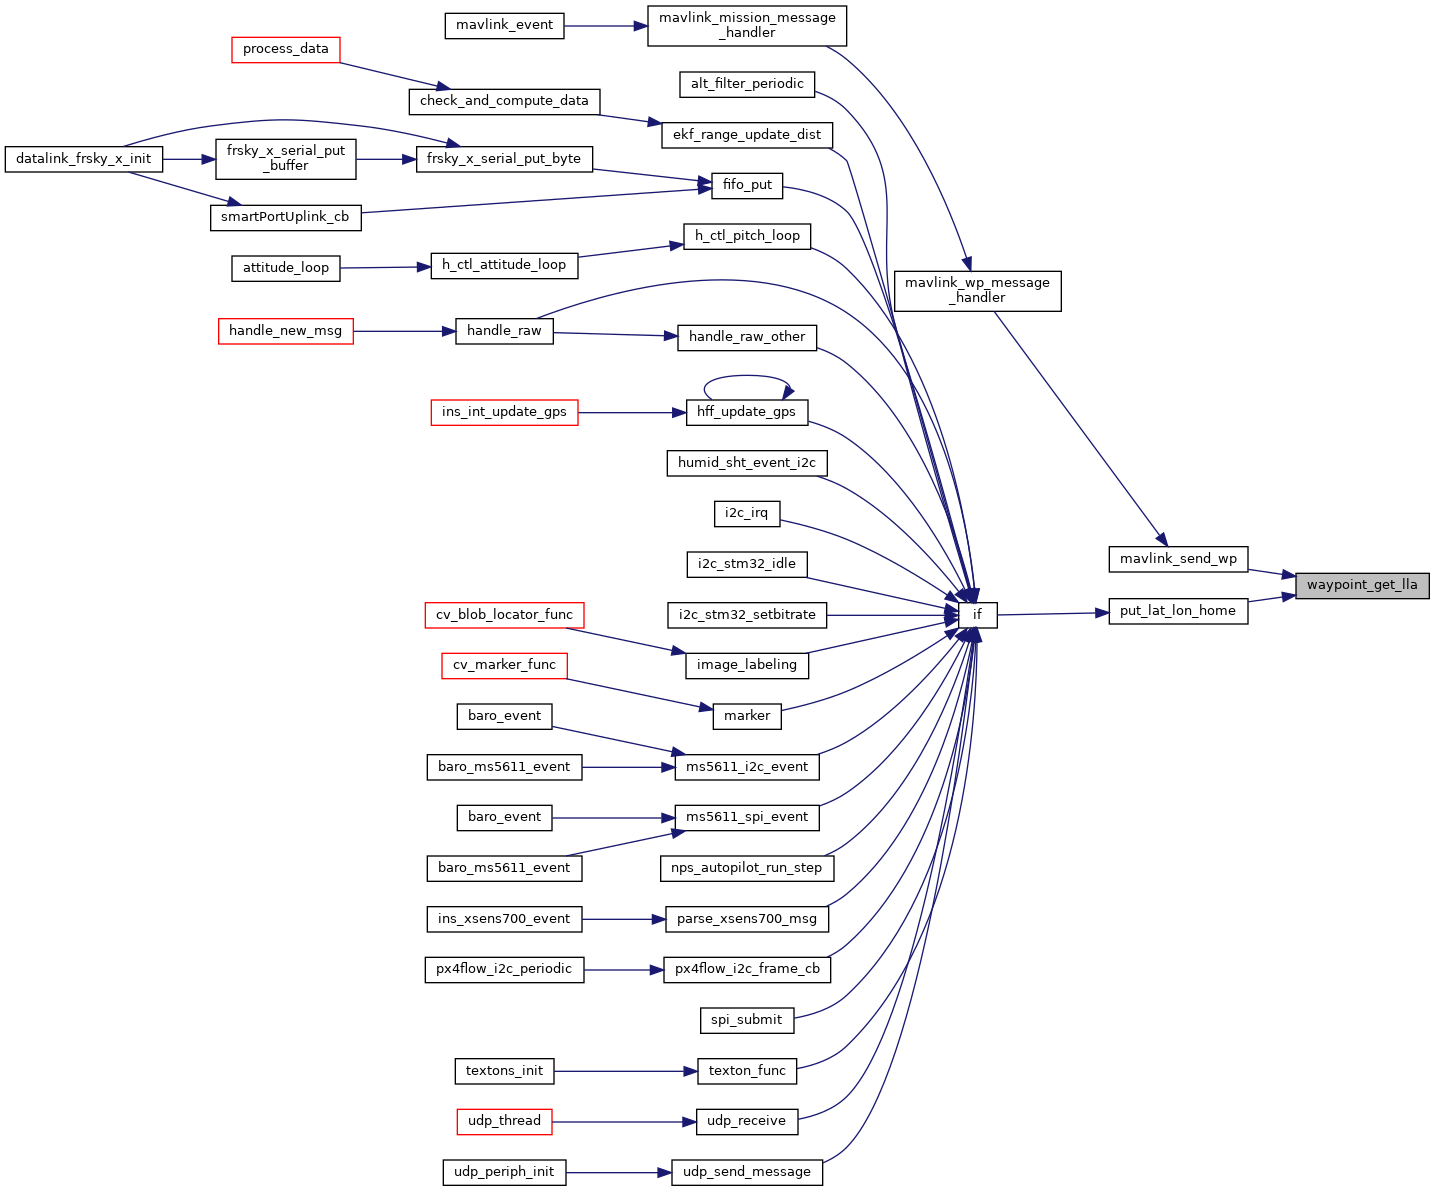 mavlink_event
mavlink_mission_message
_handler
process_data
alt_filter_periodic
check_and_compute_data
ekf_range_update_dist
datalink_frsky_x_init
frsky_x_serial_put
_buffer
frsky_x_serial_put_byte
fifo_put
smartPortUplink_cb
h_ctl_pitch_loop
attitude_loop
h_ctl_attitude_loop
mavlink_wp_message
_handler
handle_new_msg
handle_raw
handle_raw_other
ins_int_update_gps
hff_update_gps
humid_sht_event_i2c
i2c_irq
i2c_stm32_idle
mavlink_send_wp
waypoint_get_lla
cv_blob_locator_func
i2c_stm32_setbitrate
if
put_lat_lon_home
cv_marker_func
image_labeling
baro_event
marker
baro_ms5611_event
ms5611_i2c_event
baro_event
ms5611_spi_event
baro_ms5611_event
nps_autopilot_run_step
ins_xsens700_event
parse_xsens700_msg
px4flow_i2c_periodic
px4flow_i2c_frame_cb
spi_submit
textons_init
texton_func
udp_thread
udp_receive
udp_periph_init
udp_send_message